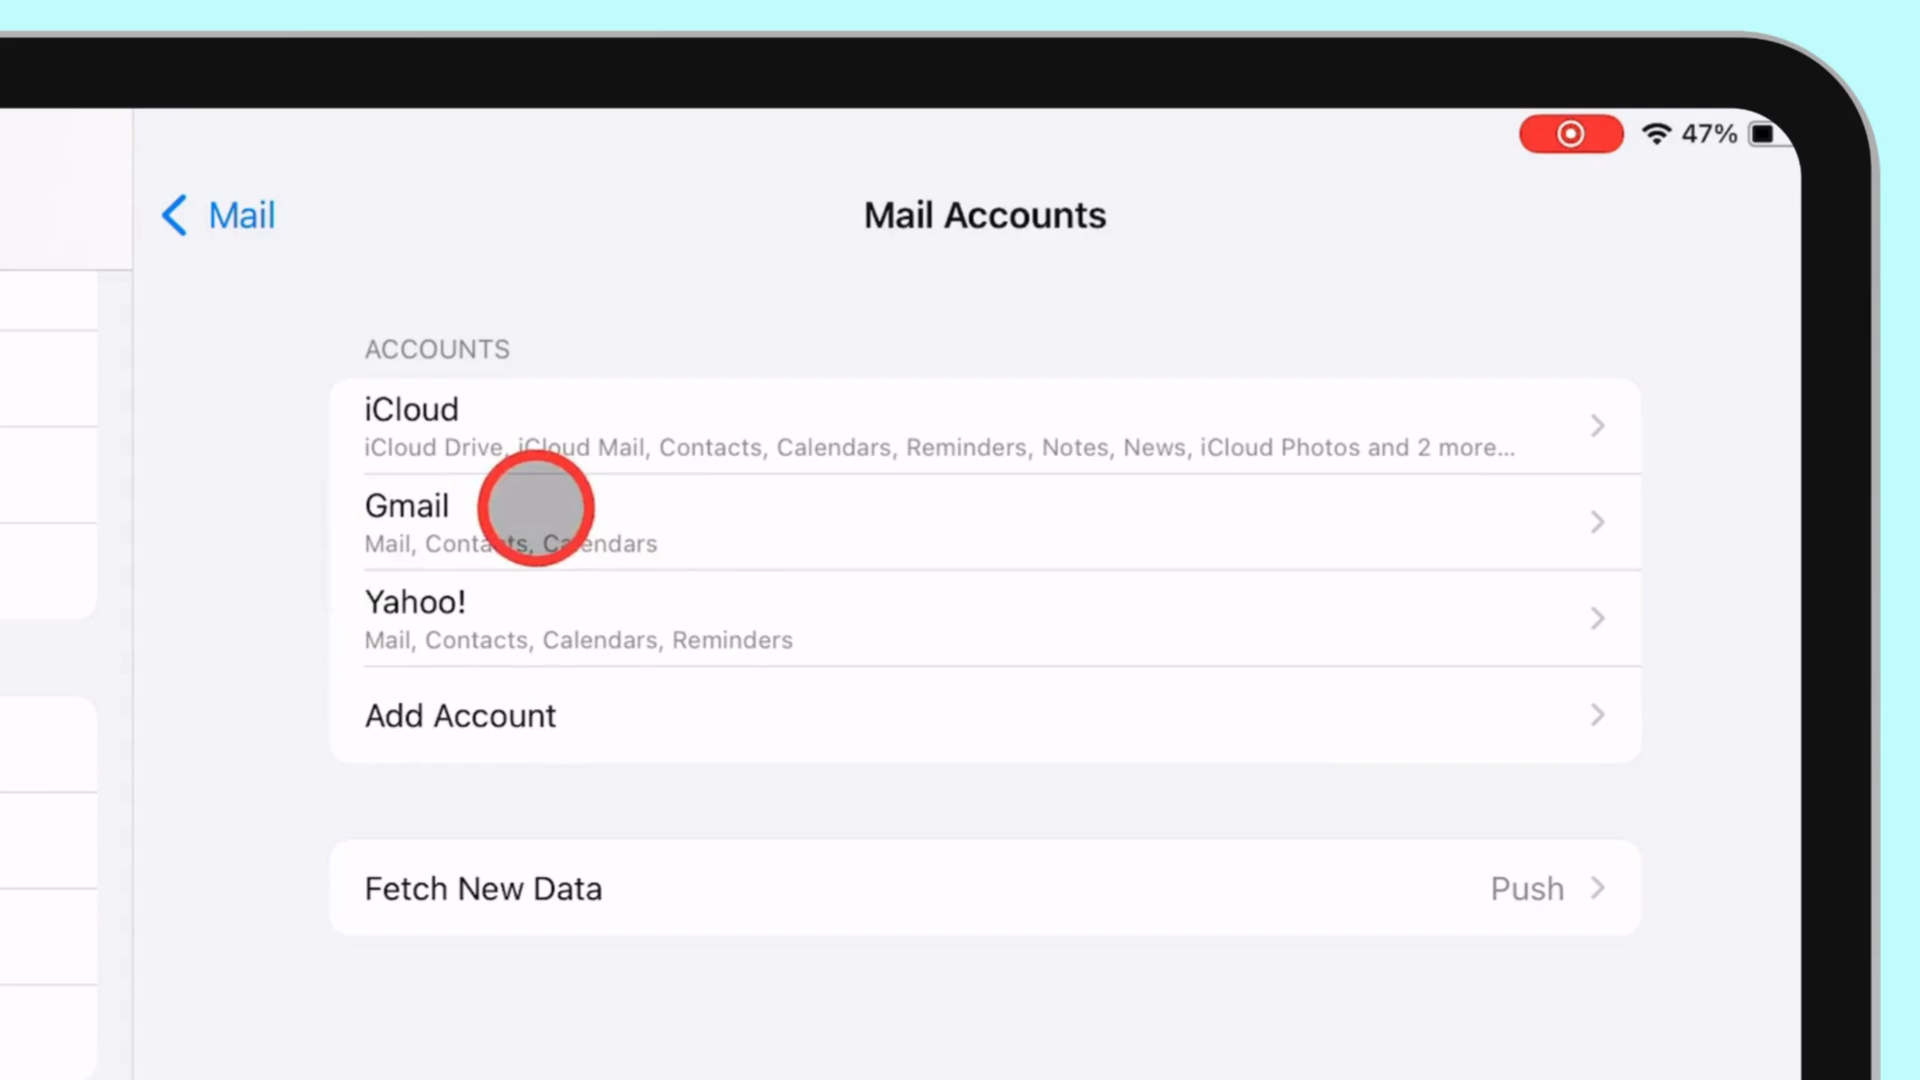 47%
Mail
Mail Accounts
ACCOUNTS
iCloud
iCloud Drive, iCloud Mail, Contacts, Calendars, Reminders, Notes, News, iCloud Photos and 2 more...
Gmail
Mail, Contacts, Calendars
Yahoo!
Mail, Contacts, Calendars, Reminders
Add Account
Fetch New Data
Push